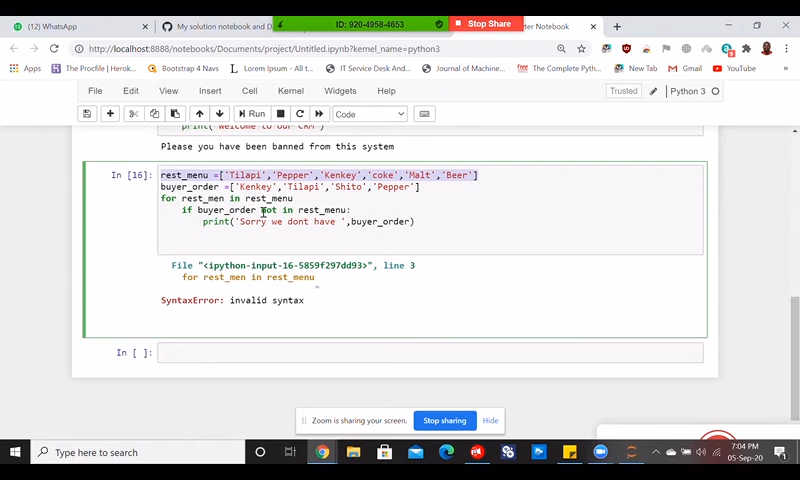 (12) WhatsApp
My solution notebook and D
ID: 920-4958-4653
Stop Share
ter Notebook
http://localhost:8888/notebooks/Documents/project/Untitled.ipynb?kernel_name=python3
Apps
The Procfile | Herok...
Bootstrap 4 Navs
Lorem Ipsum - All th...
IT Service Desk And...
Journal of Machine...
The Complete Pyth...
New Tab
Gmail
YouTube
File
Edit
View
Insert
Cell
Kernel
Widgets
Help
Trusted
Python 3
Run
Code
print("Welcome to our CRM")
Please you have been banned from this system
In [16]:
rest_menu =['Tilapi','Pepper','Kenkey','coke','Malt','Beer']
buyer_order =['Kenkey','Tilapi','Shito','Pepper']
for rest_men in rest_menu
if buyer_order not in rest_menu:
print('Sorry we dont have ',buyer_order)
File "<ipython-input-16-5859f297dd93>", line 3
for rest_men in rest_menu
^
SyntaxError: invalid syntax
In [ ]:
Zoom is sharing your screen.
Stop sharing
Hide
Type here to search
7:04 PM
05-Sep-20